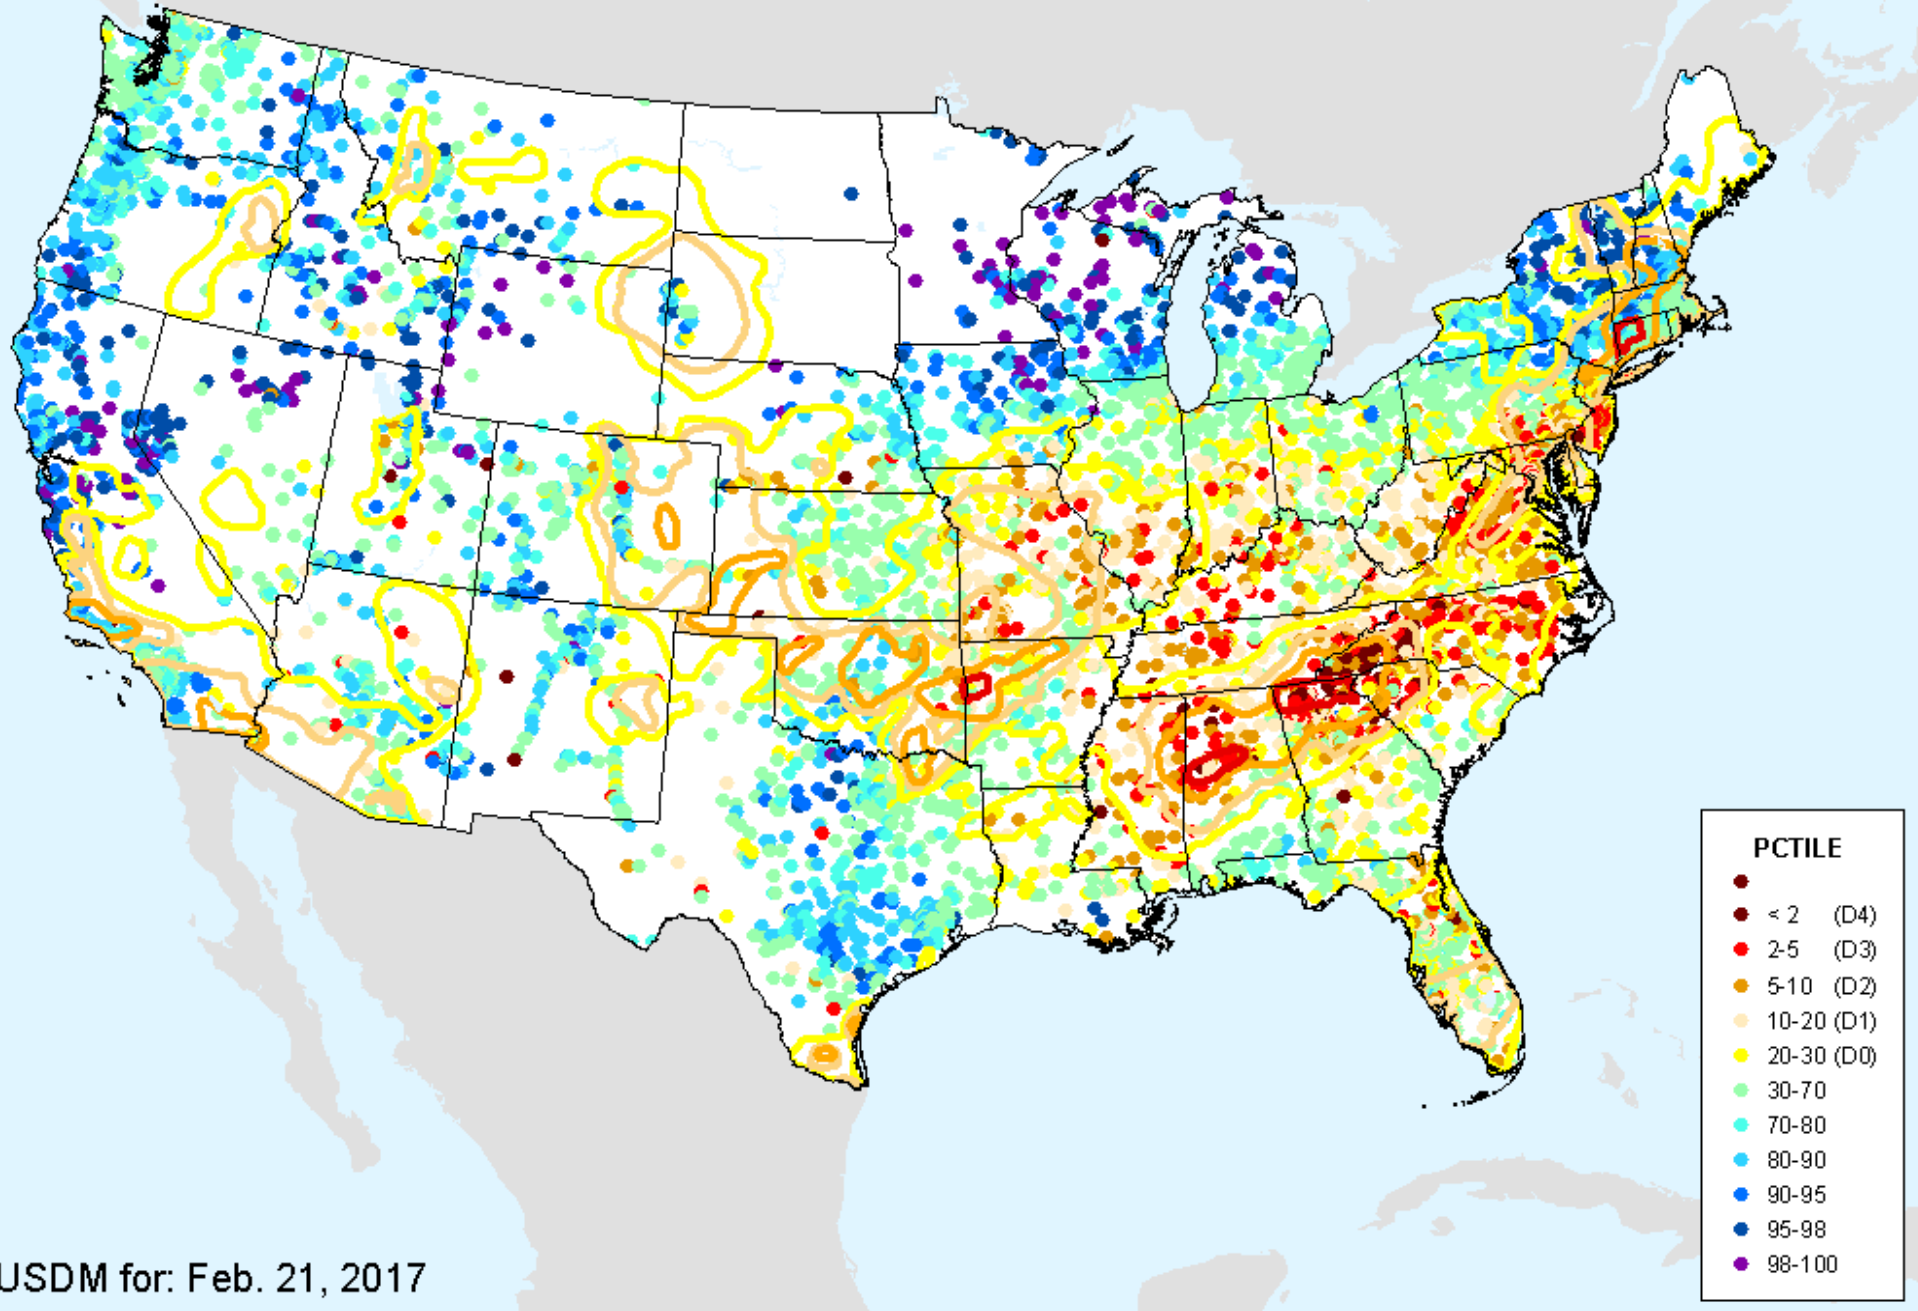 PCTILE
< 2 (D4)
2-5 (D3)
5-10 (D2)
10-20 (D1)
20-30 (D0)
30-70
70-80
80-90
90-95
95-98
98-100
USDM for: Feb. 21, 2017